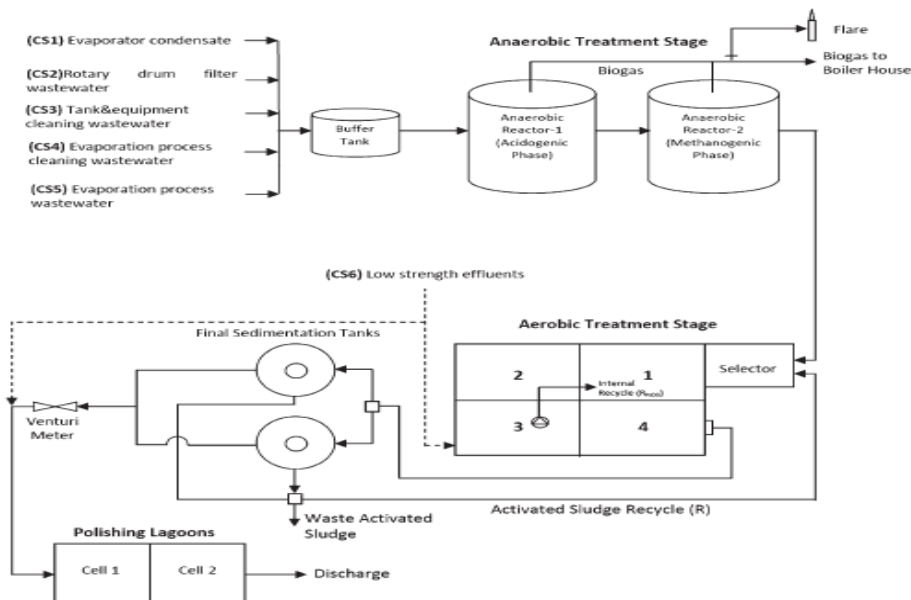 (CS1) Evaporator condensate
(CS2)Rotary drum filter
wastewater
(CS3) Tank&equipment
cleaning wastewater
(CS4) Evaporation process
cleaning wastewater
(CS5) Evaporation process
wastewater
Buffer
Tank
Anaerobic Treatment Stage
Biogas
Flare
Biogas to
Boiler House
Anaerobic
Reactor-1
(Acidogenic
Phase)
Anaerobic
Reactor-2
(Methanogenic
Phase)
(CS6) Low strength effluents
Final Sedimentation Tanks
Aerobic Treatment Stage
2
1
Selector
Internal
Recycle
3
4
Venturi
Meter
Activated Sludge Recycle (R)
Waste Activated
Sludge
Polishing Lagoons
Cell 1
Cell 2
Discharge